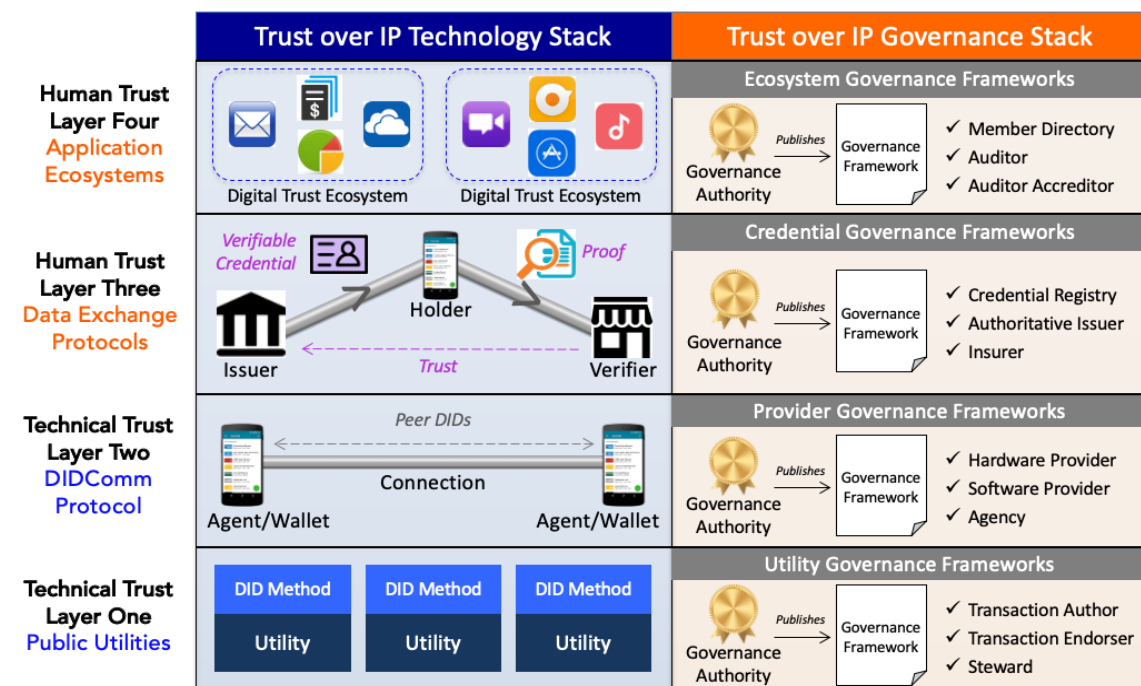 Trust over IP Technology Stack
Trust over IP Governance Stack
Human Trust
Layer Four
Application
Ecosystems
$
Digital Trust Ecosystem
Digital Trust Ecosystem
Ecosystem Governance Frameworks
Governance
Authority
Publishes
Governance
Framework
✓ Member Directory
✓ Auditor
✓ Auditor Accreditor
Human Trust
Layer Three
Data Exchange
Protocols
Verifiable
Credential
Proof
Holder
Issuer
Trust
Verifier
Credential Governance Frameworks
Governance
Authority
Publishes
Governance
Framework
✓ Credential Registry
✓ Authoritative Issuer
✓ Insurer
Technical Trust
Layer Two
DIDComm
Protocol
Peer DIDs
Connection
Agent/Wallet
Agent/Wallet
Provider Governance Frameworks
Governance
Authority
Publishes
Governance
Framework
✓ Hardware Provider
✓ Software Provider
✓ Agency
Technical Trust
Layer One
Public Utilities
DID Method
Utility
DID Method
Utility
DID Method
Utility
Utility Governance Frameworks
Governance
Authority
Publishes
Governance
Framework
✓ Transaction Author
✓ Transaction Endorser
✓ Steward